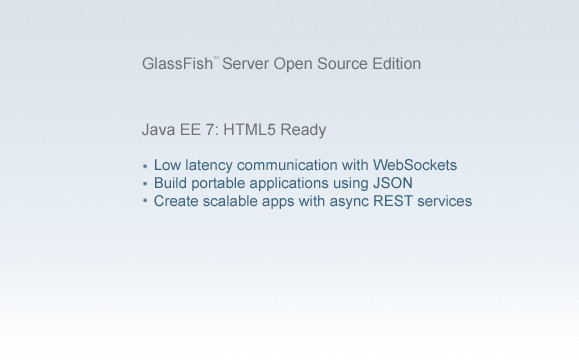 GlassFish™ Server Open Source Edition
Java EE 7: HTML5 Ready
• Low latency communication with WebSockets
• Build portable applications using JSON
• Create scalable apps with async REST services